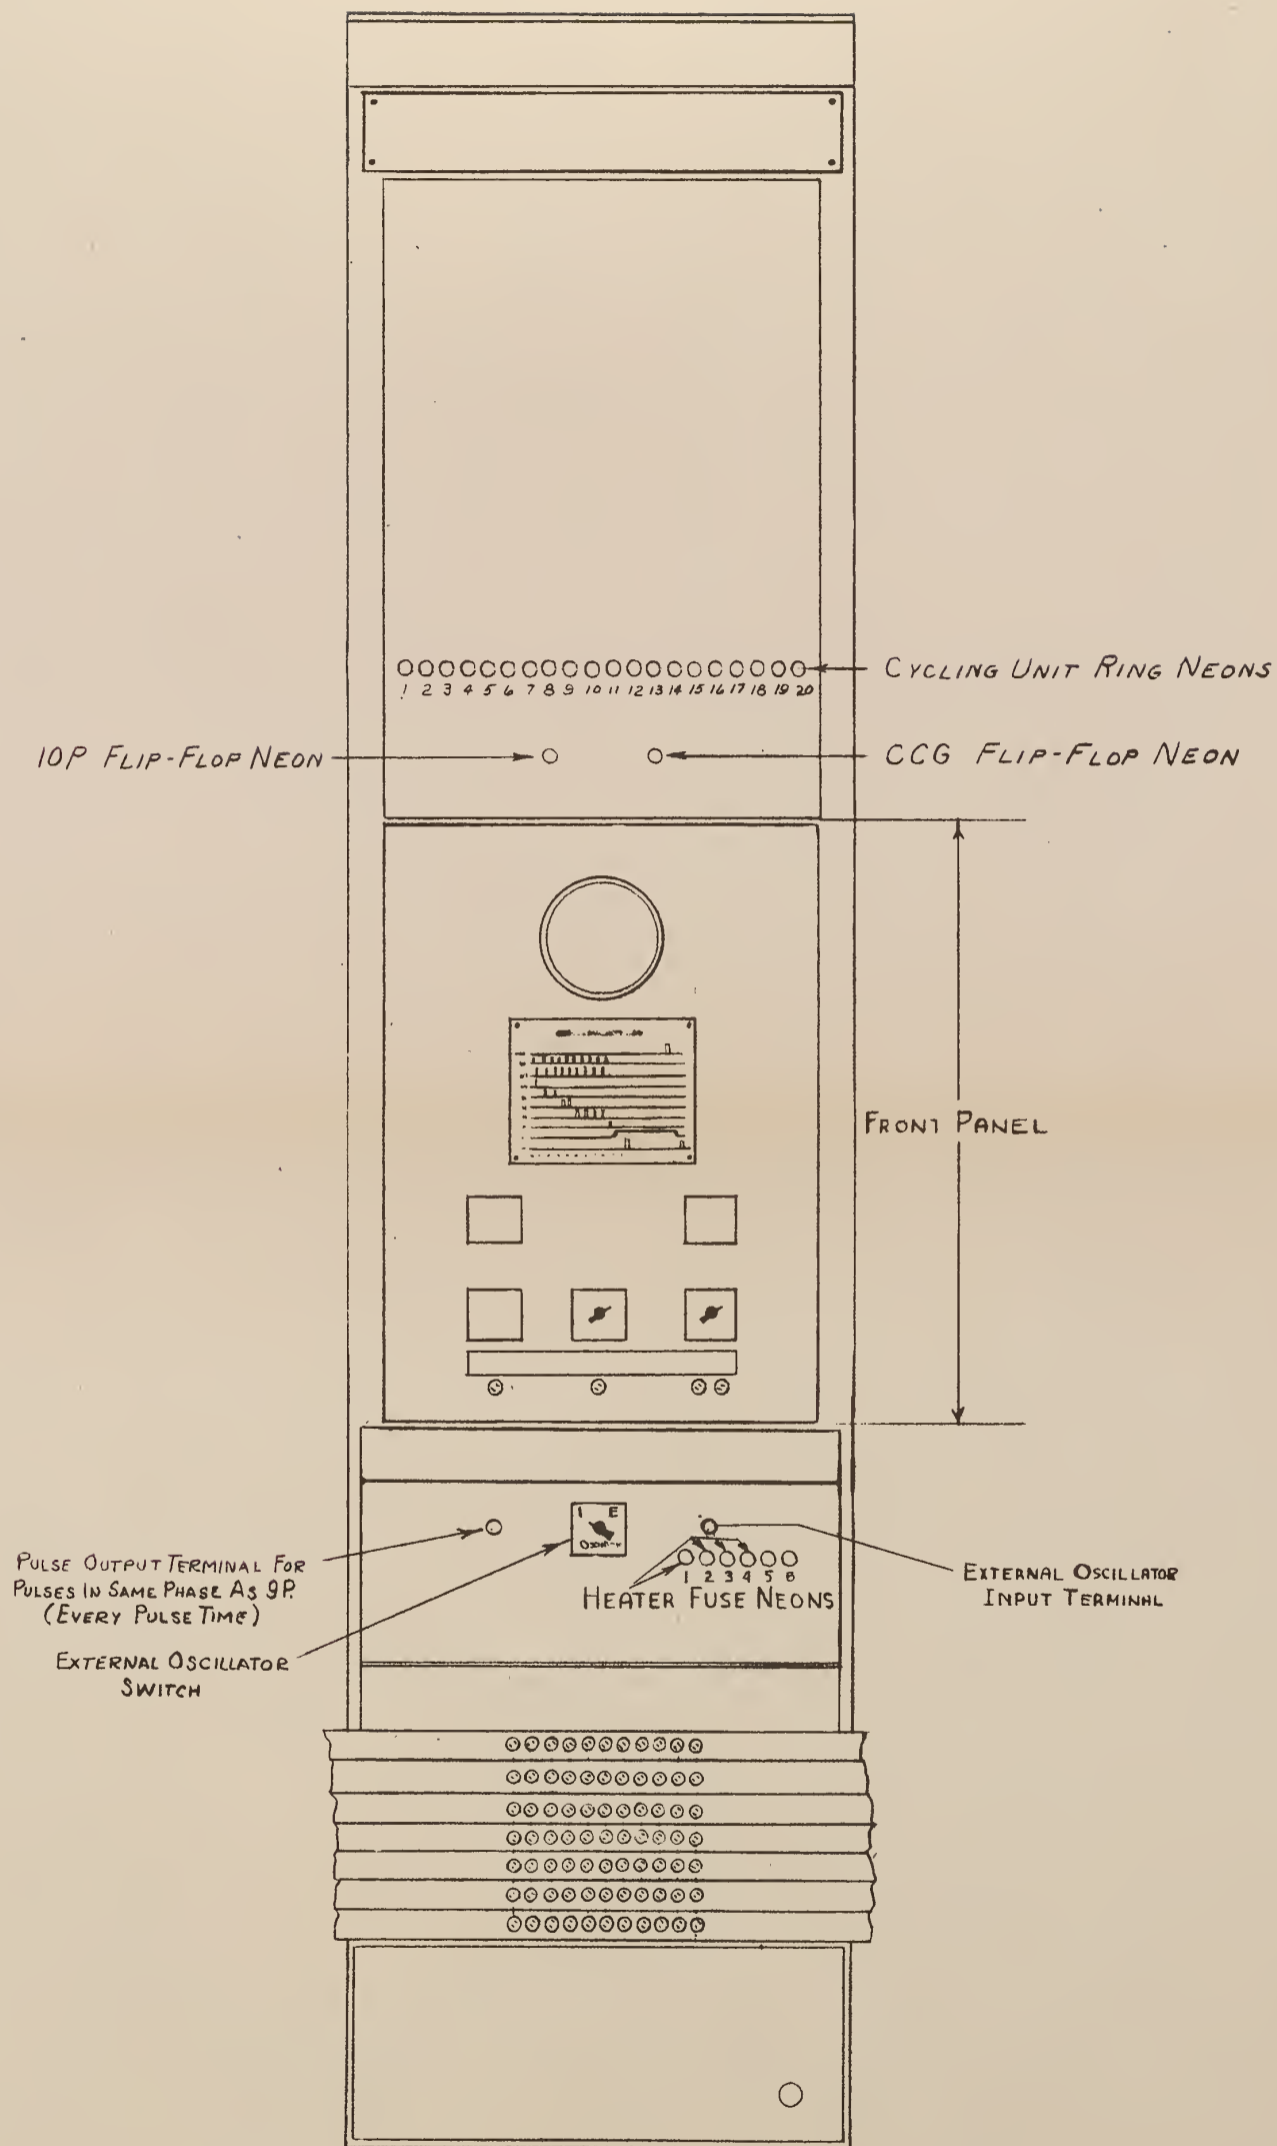 CYCLING UNIT RING NEONS
1 2 3 4 5 6 7 8 9 10 11 12 13 14 15 16 17 18 19 20
10P FLIP-FLOP NEON
CCG FLIP-FLOP NEON
FRONT PANEL
I E
PULSE OUTPUT TERMINAL FOR
PULSES IN SAME PHASE AS 9P.
(EVERY PULSE TIME)
EXTERNAL OSCILLATOR
SWITCH
1 2 3 4 5 6
HEATER FUSE NEONS
EXTERNAL OSCILLATOR
INPUT TERMINAL